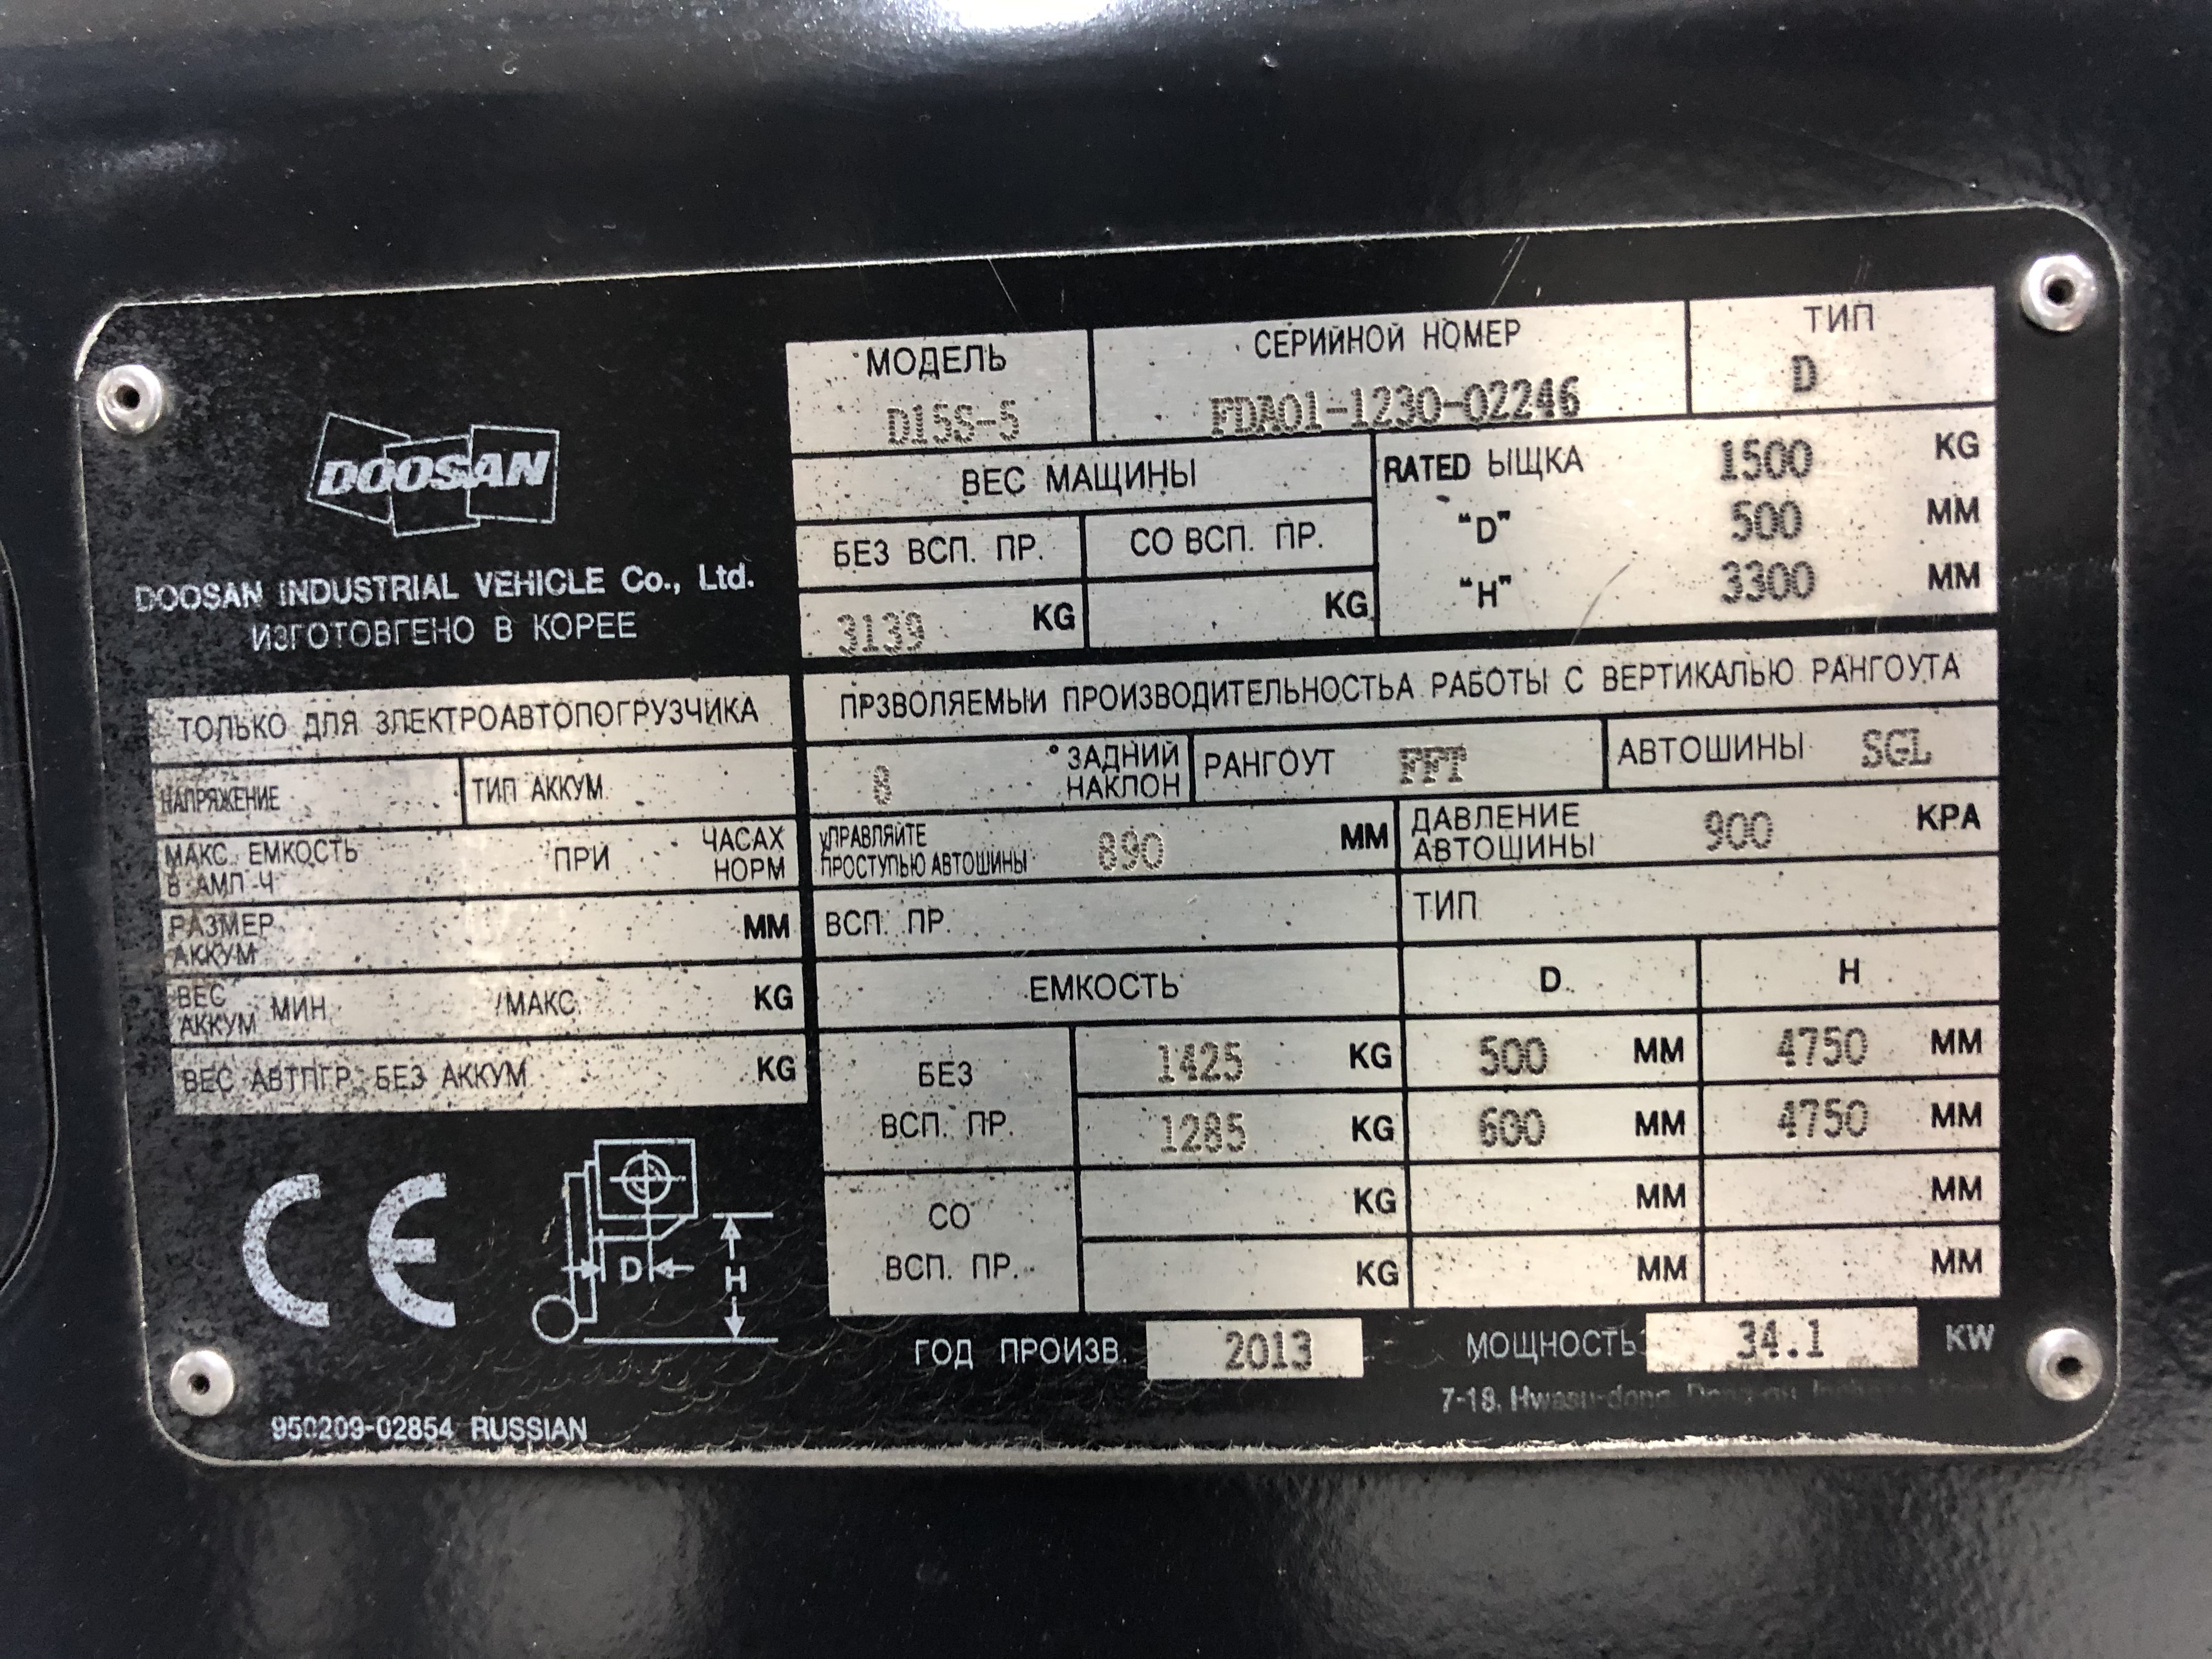 DOOSAN
DOOSAN INDUSTRIAL VEHICLE Co., Ltd.
ИЗГОТОВГЕНО В КОРЕЕ
МОДЕЛЬ
СЕРИЙНОЙ НОМЕР
FDA01-1230-02246
ТИП
D
ВЕС МАЩИНЫ
RATED ЫЩКА 1500 KG
"D" 500 MM
"H" 3300 MM
БЕЗ ВСП. ПР.
СО ВСП. ПР.
KG
KG
ТОЛЬКО ДЛЯ ЗЛЕКТРОАВТОПОГРУЗЧИКА
НАПРЯЖЕНИЕ
ТИП АККУМ.
МАКС. ЕМКОСТЬ
В АМП-Ч
ПРИ
ЧАСАХ
НОРМ
РАЗМЕР
АККУМ
MM
ВЕС
АККУМ
МИН.
/МАКС.
KG
ВЕС АВТПГР. БЕЗ АККУМ
KG
ПРЗВОЛЯЕМЫИ ПРОИЗВОДИТЕЛЬНОСТЬА РАБОТЫ С ВЕРТИКАЛЬЮ РАНГОУТА
8
°ЗАДНИЙ
НАКЛОН
РАНГОУТ FFT
АВТОШИНЫ SGL
уПРАВЛЯЙТЕ
ПРОСТУПЬЮ АВТОШИНЫ
890 MM
ДАВЛЕНИЕ
АВТОШИНЫ
900 KPA
ВСП. ПР.
ТИП
ЕМКОСТЬ
D
H
БЕЗ
ВСП. ПР.
1425 KG 500 MM 4750 MM
1285 KG 600 MM 4750 MM
СО
ВСП. ПР.
KG MM MM
KG MM MM
CE
D
H
ГОД ПРОИЗВ. 2013
МОЩНОСТЬ 34.1 KW
7-18, Hwasu-dong,
950209-02854 RUSSIAN